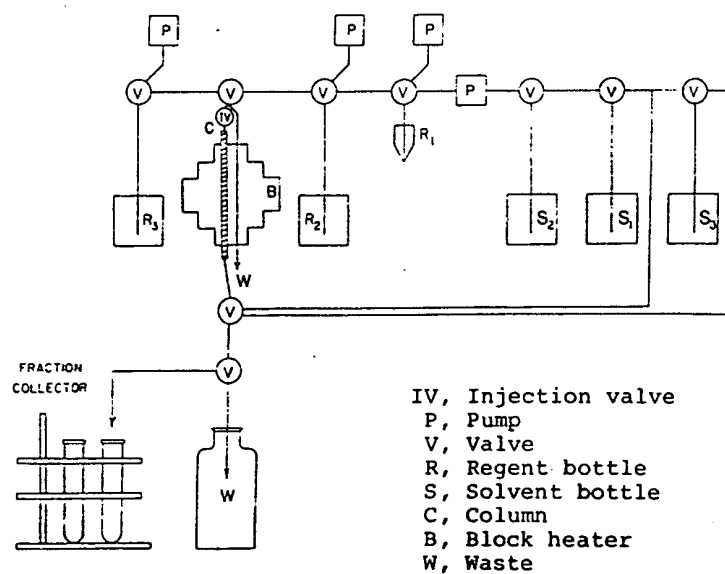 P
P
P
V
V
V
V
P
V
V
V
C
IV
R1
B
R3
R2
S2
S1
S3
W
V
V
FRACTION
COLLECTOR
W
IV, Injection valve
P, Pump
V, Valve
R, Regent bottle
S, Solvent bottle
C, Column
B, Block heater
W, Waste